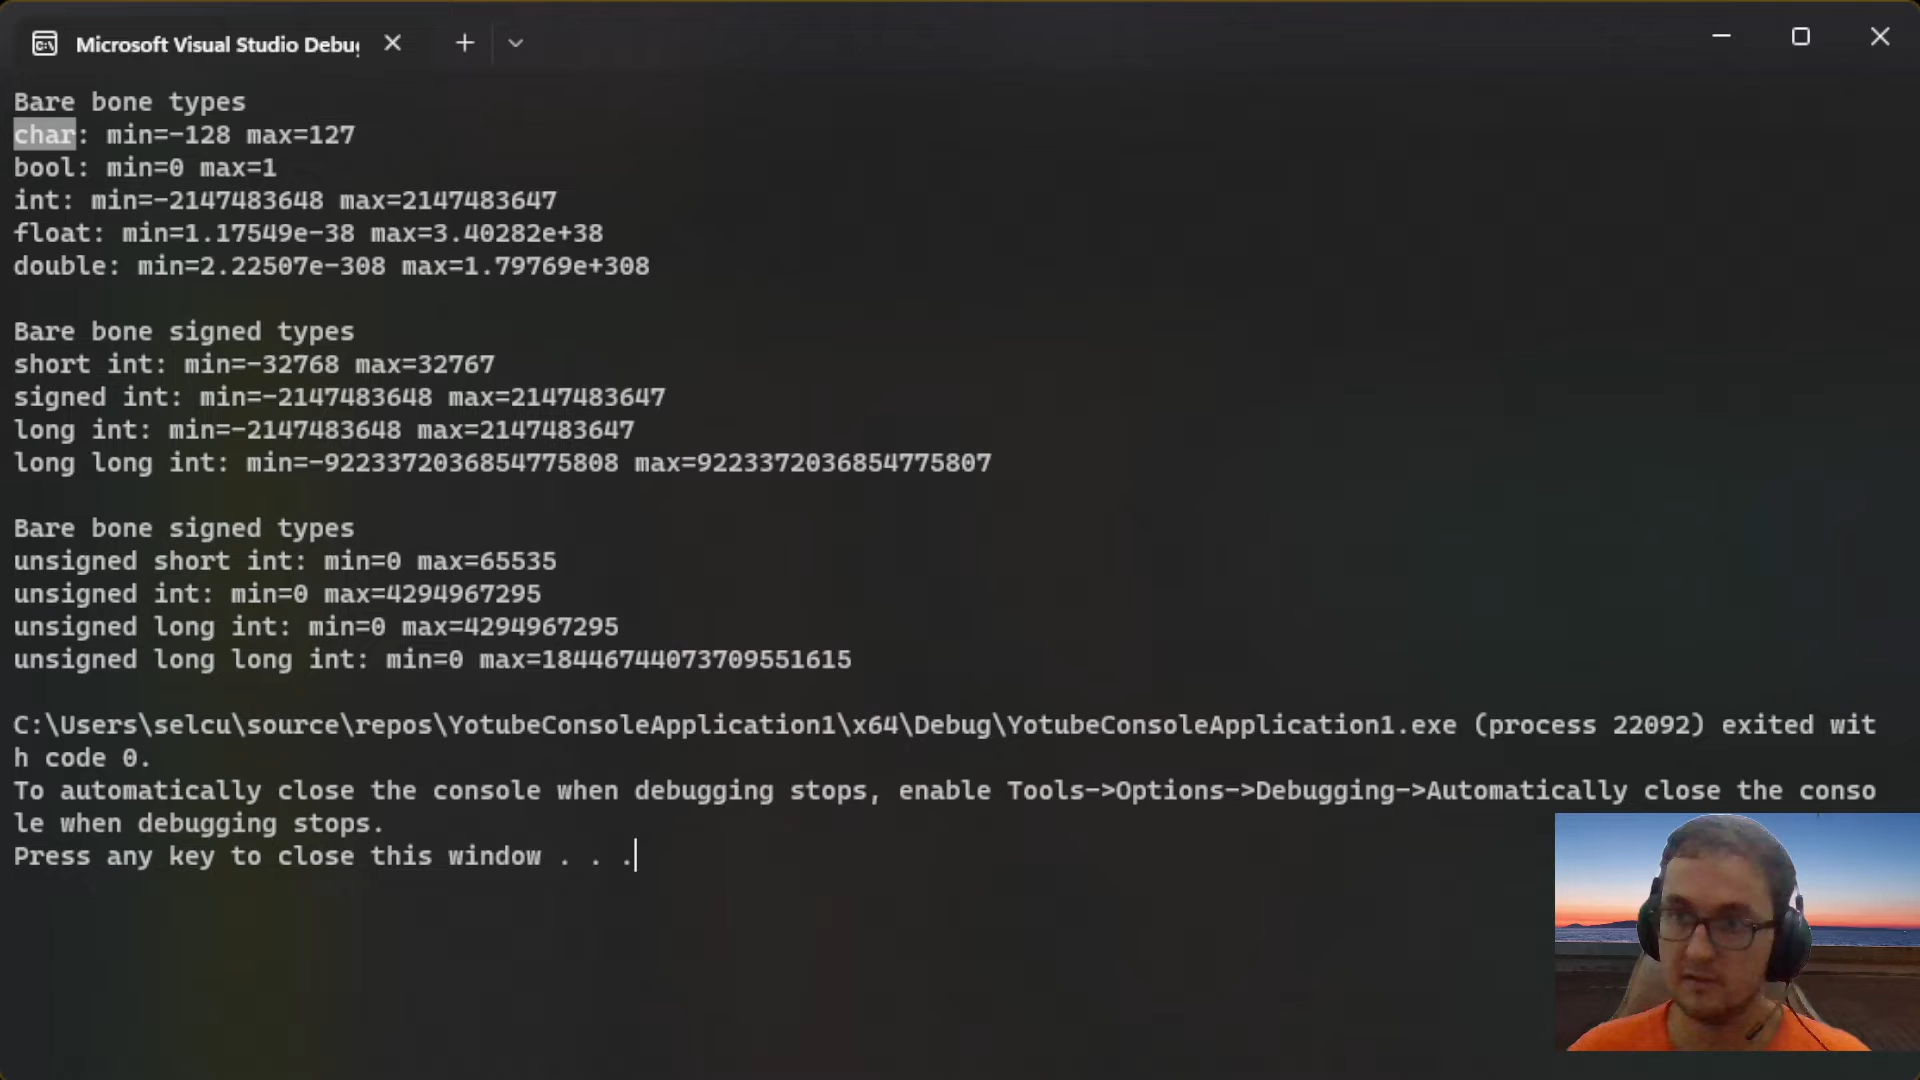 Microsoft Visual Studio Debug
Bare bone types
char: min=-128 max=127
bool: min=0 max=1
int: min=-2147483648 max=2147483647
float: min=1.17549e-38 max=3.40282e+38
double: min=2.22507e-308 max=1.79769e+308
Bare bone signed types
short int: min=-32768 max=32767
signed int: min=-2147483648 max=2147483647
long int: min=-2147483648 max=2147483647
long long int: min=-9223372036854775808 max=9223372036854775807
Bare bone signed types
unsigned short int: min=0 max=65535
unsigned int: min=0 max=4294967295
unsigned long int: min=0 max=4294967295
unsigned long long int: min=0 max=18446744073709551615
C:\Users\selcu\source\repos\YotubeConsoleApplication1\x64\Debug\YotubeConsoleApplication1.exe (process 22092) exited wit
h code 0.
To automatically close the console when debugging stops, enable Tools->Options->Debugging->Automatically close the conso
le when debugging stops.
Press any key to close this window . . .